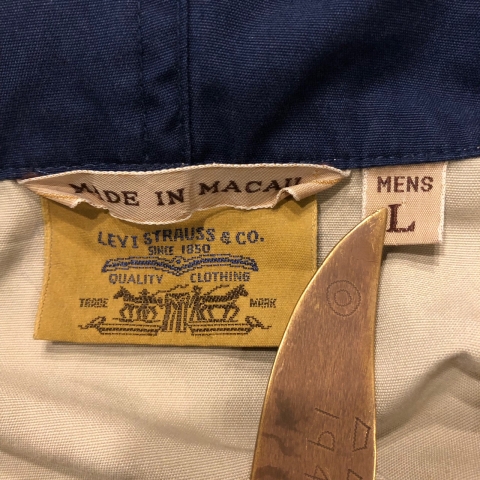 MADE IN MACAU
MENS
L
LEVI STRAUSS & CO.
SINCE 1850
QUALITY CLOTHING
TRADE MARK